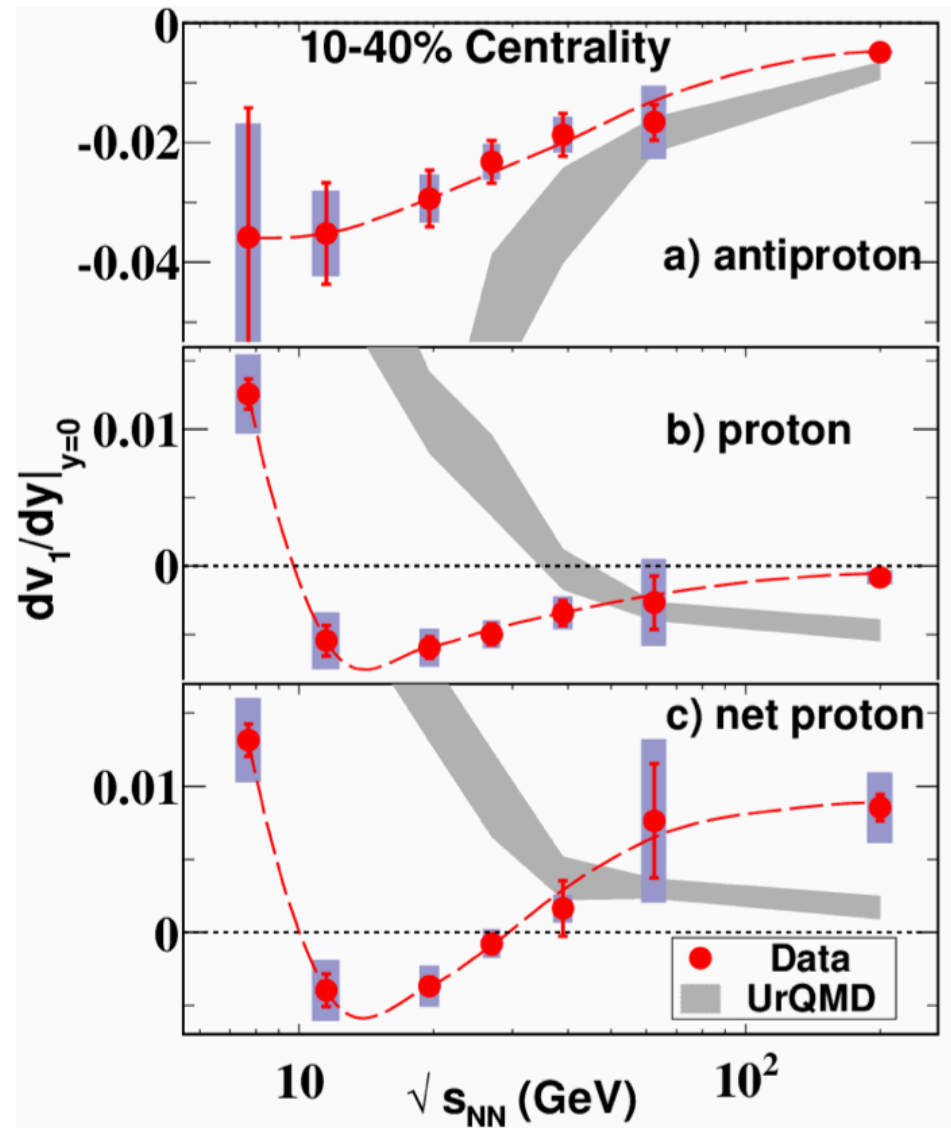 10-40% Centrality
0
-0.02
-0.04
a) antiproton
0.01
0
b) proton
dv₁/dy|y=0
0.01
0
c) net proton
Data
UrQMD
10
10²
√ sNN (GeV)